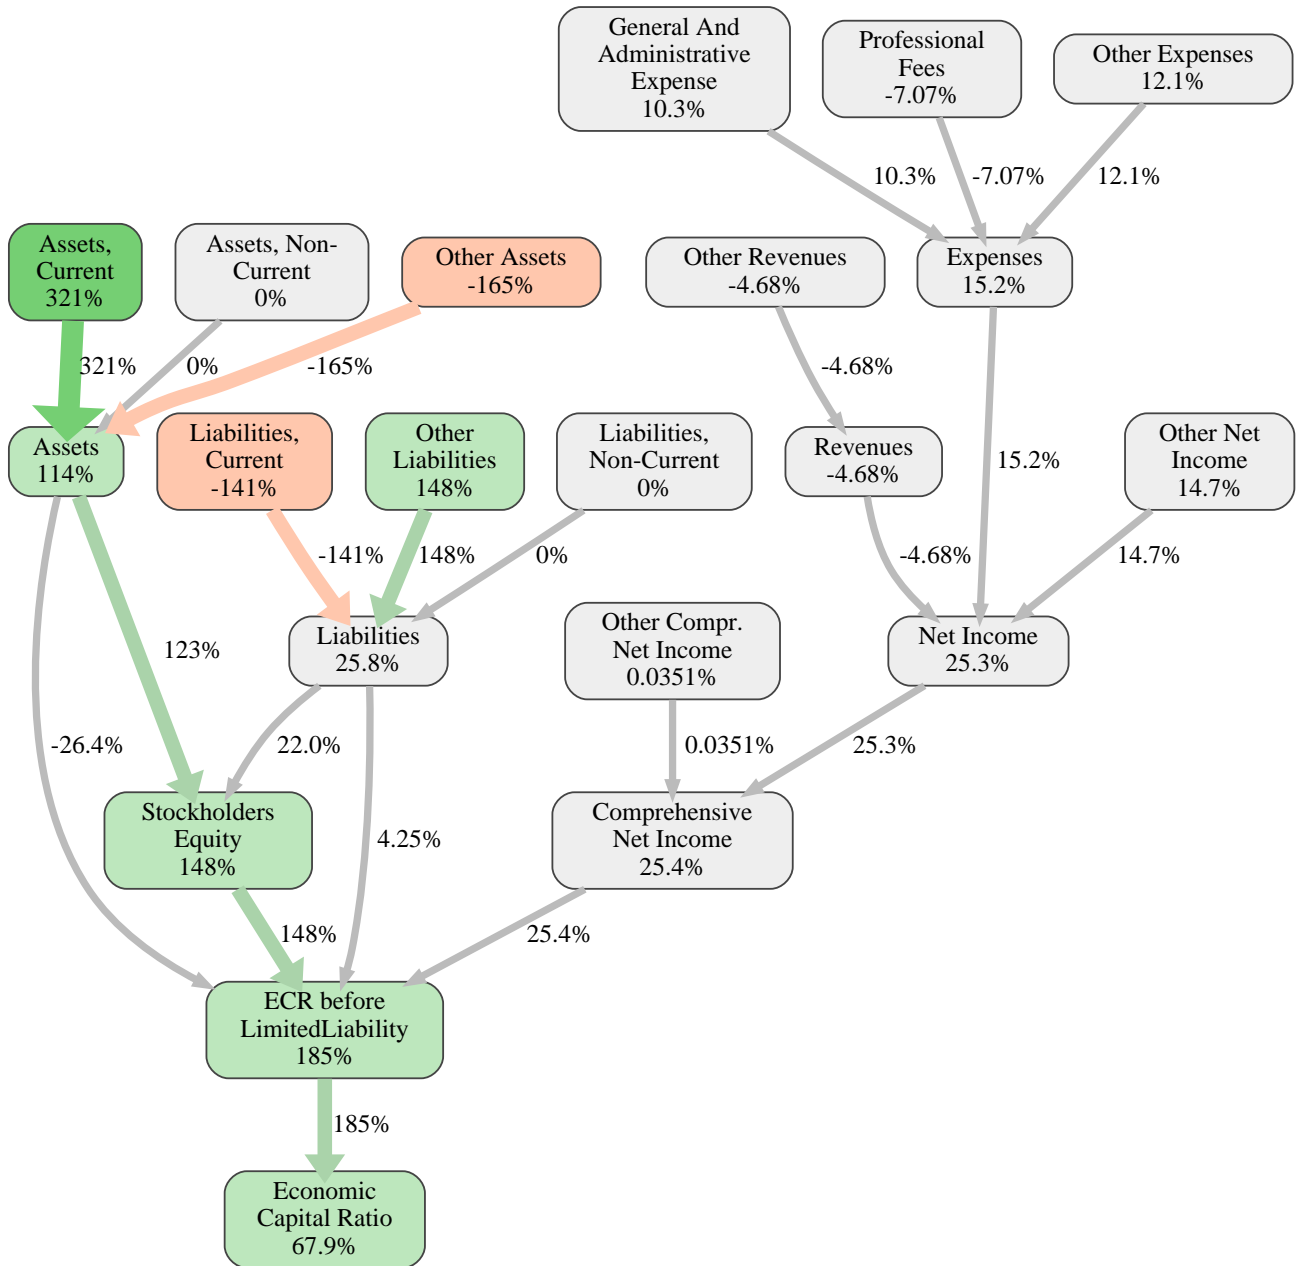 General And
Administrative
Expense
10.3%
Professional
Fees
-7.07%
Other Expenses
12.1%
10.3%
-7.07%
12.1%
Assets,
Current
321%
Assets, Non-
Current
0%
Other Assets
-165%
Other Revenues
-4.68%
Expenses
15.2%
321%
0%
-165%
-4.68%
Assets
114%
Liabilities,
Current
-141%
Other
Liabilities
148%
Liabilities,
Non-Current
0%
Revenues
-4.68%
15.2%
Other Net
Income
14.7%
-141%
148%
0%
-4.68%
14.7%
123%
Liabilities
25.8%
Other Compr.
Net Income
0.0351%
Net Income
25.3%
-26.4%
22.0%
0.0351%
25.3%
Stockholders
Equity
148%
4.25%
Comprehensive
Net Income
25.4%
148%
25.4%
ECR before
LimitedLiability
185%
185%
Economic
Capital Ratio
67.9%